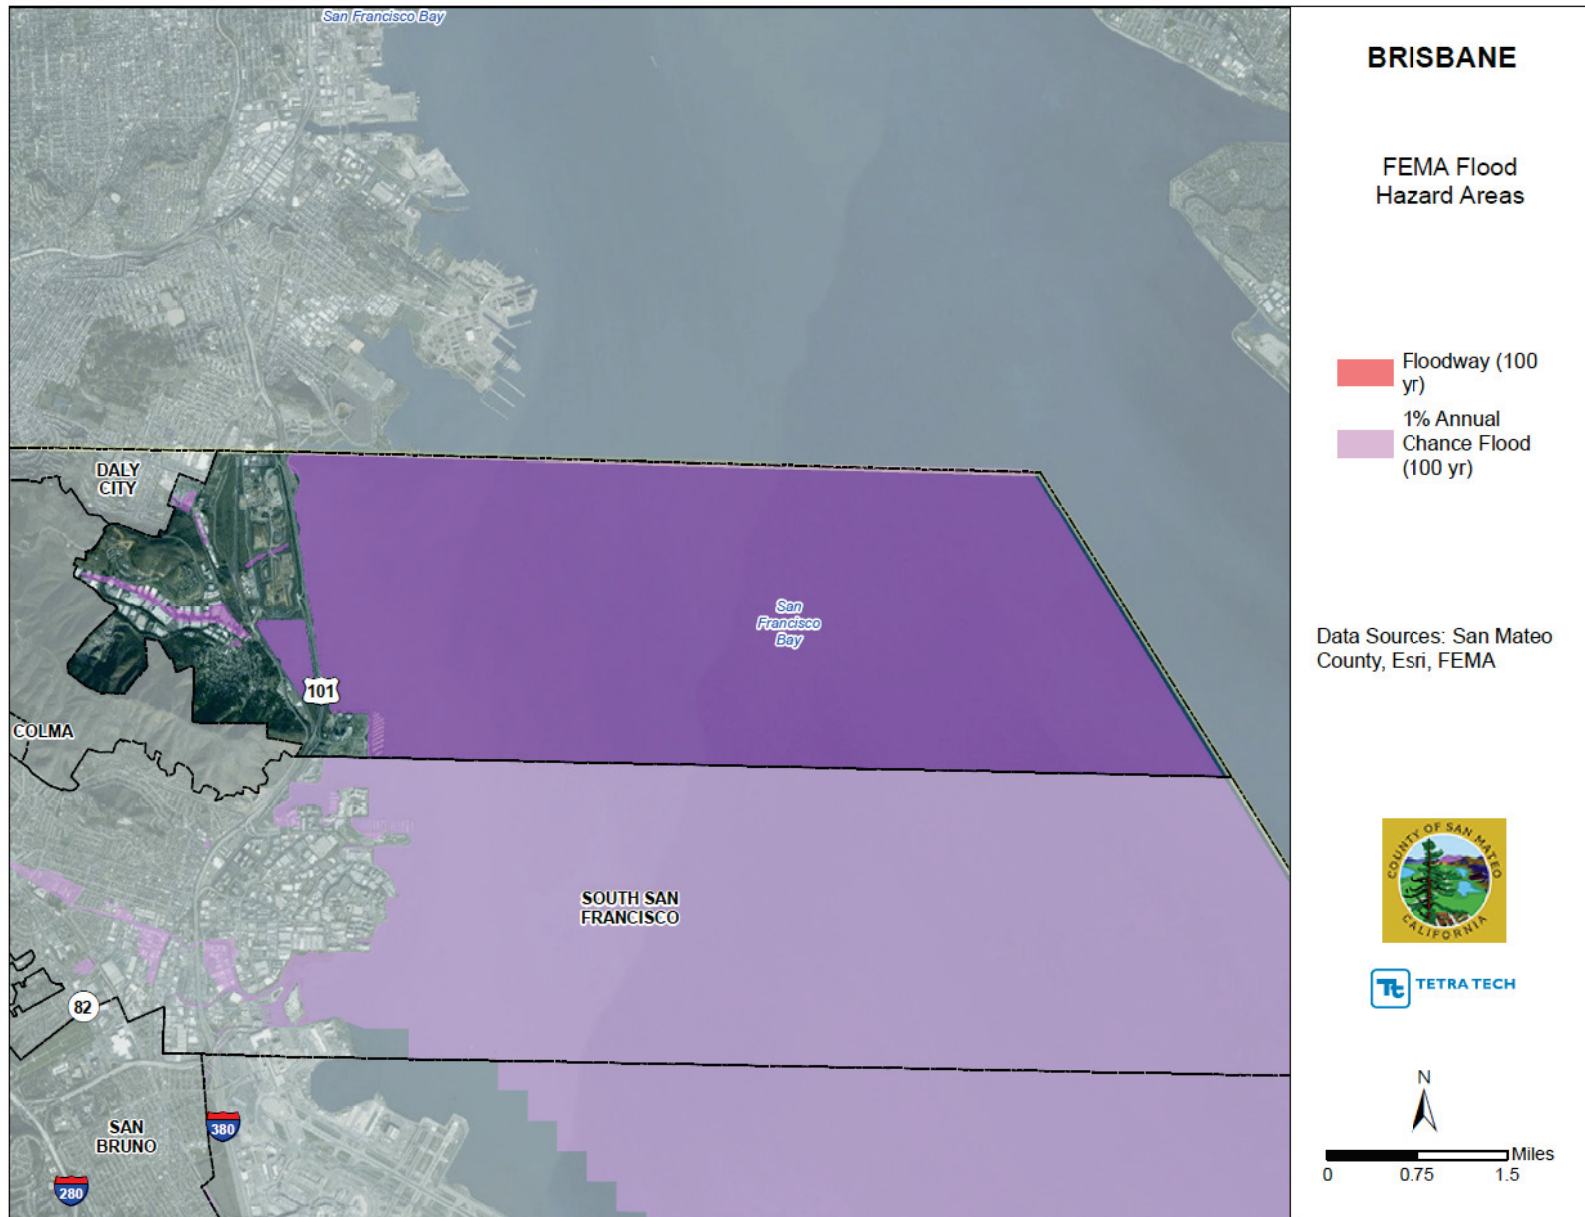 San Francisco Bay
BRISBANE
FEMA Flood
Hazard Areas
Floodway (100
yr)
1% Annual
Chance Flood
(100 yr)
DALY
CITY
San
Francisco
Bay
Data Sources: San Mateo
County, Esri, FEMA
101
COLMA
SOUTH SAN
FRANCISCO
COUNTY OF SAN MATEO
CALIFORNIA
Tt TETRA TECH
82
N
SAN
BRUNO
380
280
Miles
0 0.75 1.5